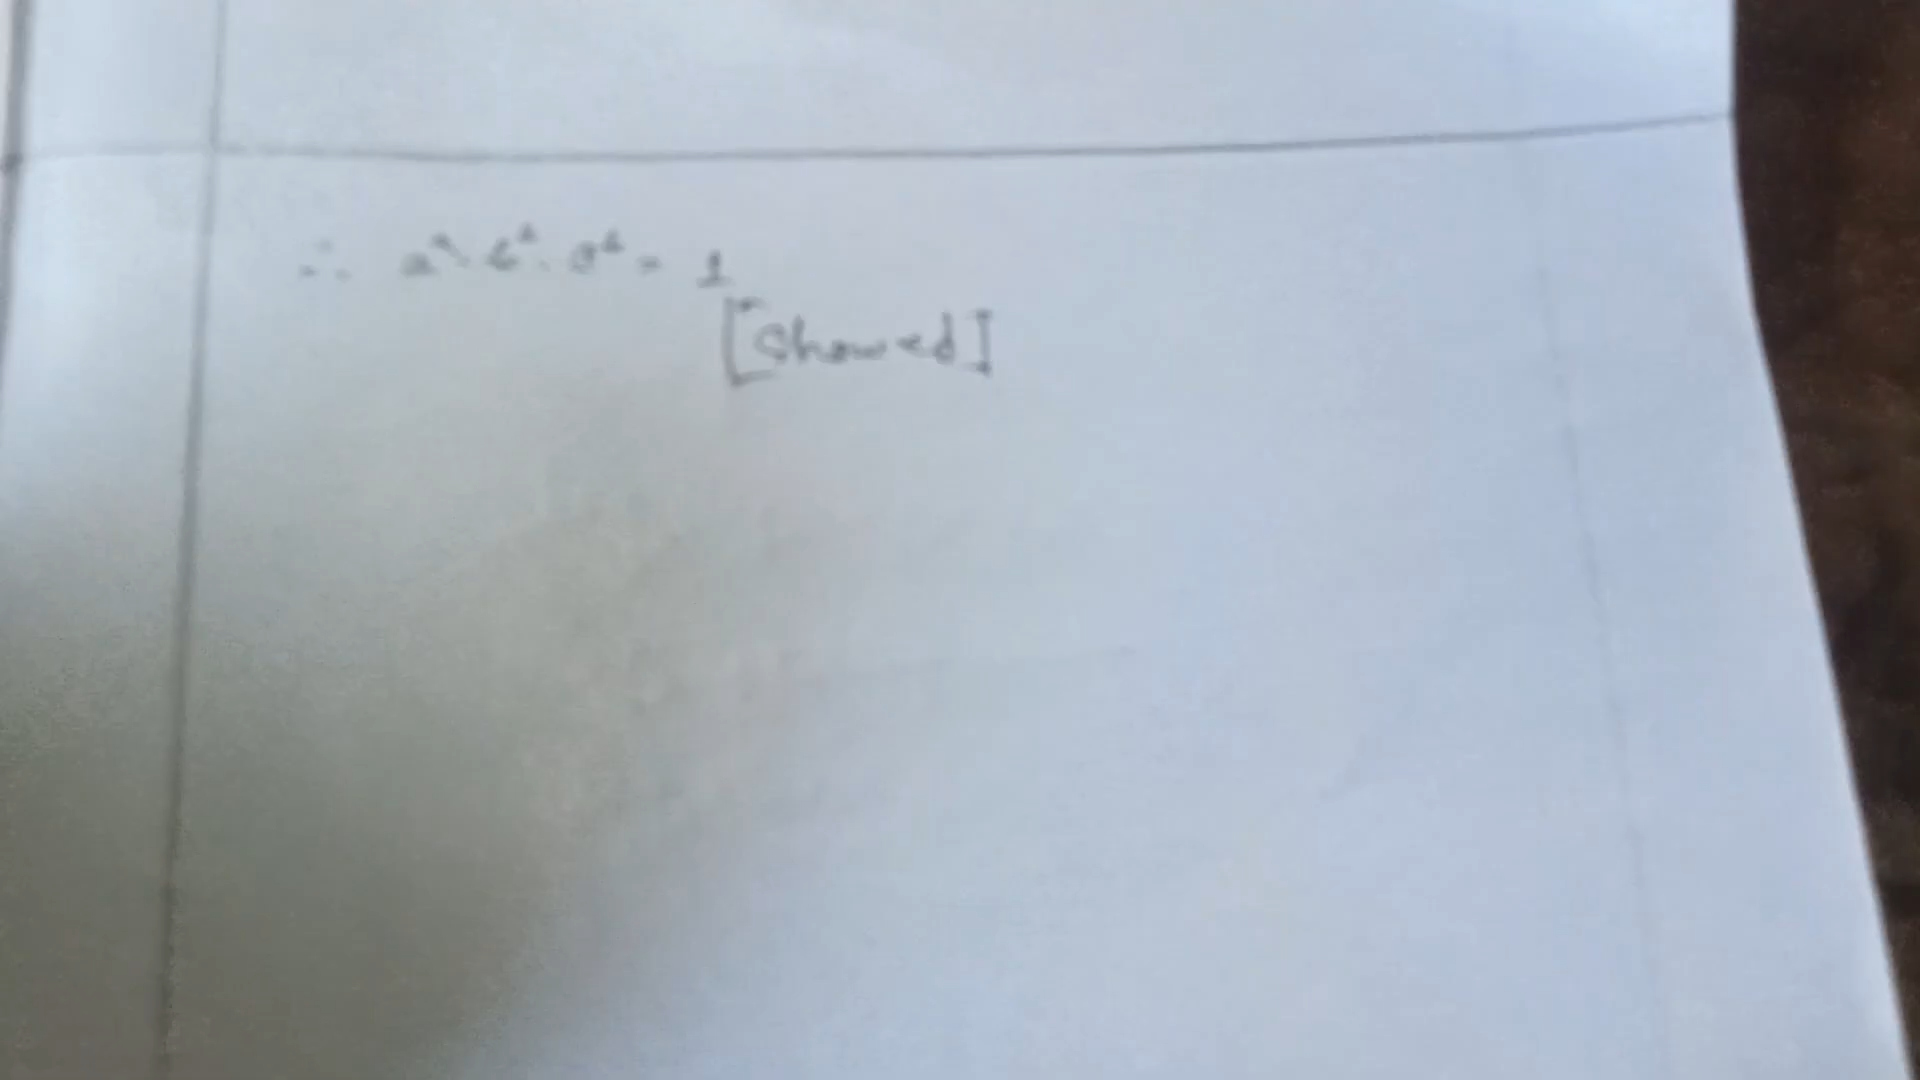 ∴ a^a · b^b · c^c = 1
[Showed]